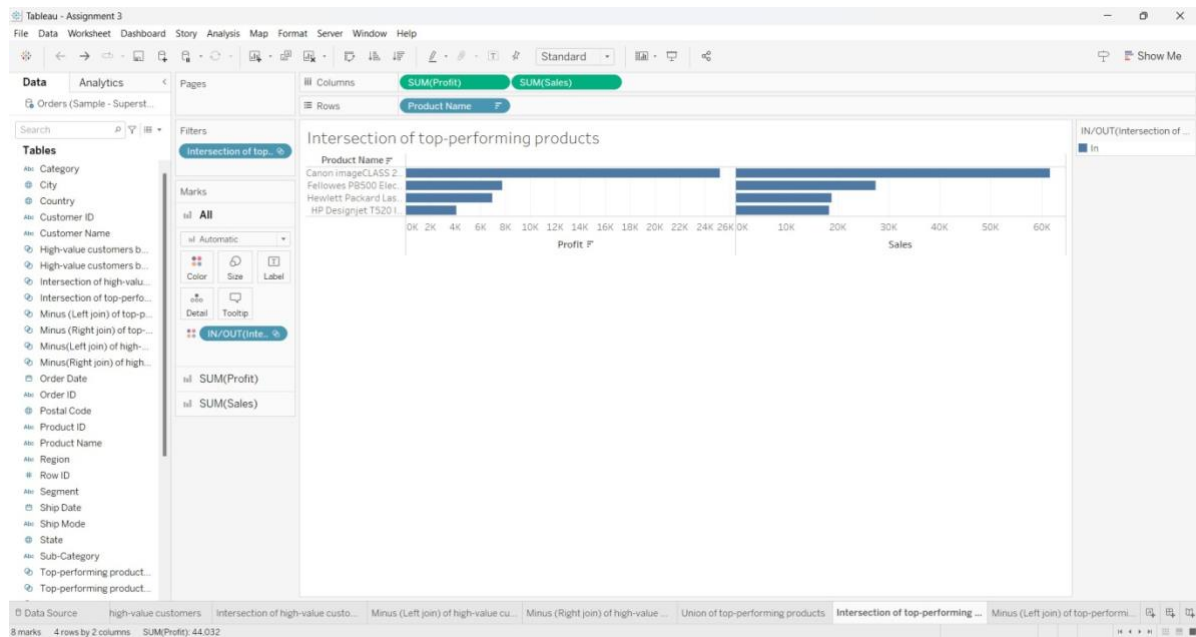 Tableau - Assignment 3
File Data Worksheet Dashboard Story Analysis Map Format Server Window Help
Standard
Show Me
Data Analytics
Orders (Sample - Superst...
Search
Tables
Abc Category
City
Country
Abc Customer ID
Abc Customer Name
High-value customers b...
High-value customers b...
Intersection of high-valu...
Intersection of top-perfo...
Minus (Left join) of top-p...
Minus (Right join) of top-...
Minus(Left join) of high-...
Minus(Right join) of high...
Order Date
Abc Order ID
Postal Code
Abc Product ID
Abc Product Name
Abc Region
# Row ID
Abc Segment
Ship Date
Abc Ship Mode
State
Abc Sub-Category
Top-performing product...
Top-performing product...
Pages
Filters
Intersection of top..
Marks
All
Automatic
Color Size Label
Detail Tooltip
IN/OUT(Inte..
SUM(Profit)
SUM(Sales)
Columns SUM(Profit) SUM(Sales)
Rows Product Name
Intersection of top-performing products
Product Name
Canon imageCLASS 2..
Fellowes PB500 Elec..
Hewlett Packard Las..
HP Designjet T520 I..
0K 2K 4K 6K 8K 10K 12K 14K 16K 18K 20K 22K 24K 26K 0K 10K 20K 30K 40K 50K 60K
Profit Sales
IN/OUT(Intersection of ...
In
Data Source high-value customers Intersection of high-value custo... Minus (Left join) of high-value cu... Minus (Right join) of high-value ... Union of top-performing products Intersection of top-performing ... Minus (Left join) of top-performi...
8 marks 4 rows by 2 columns SUM(Profit): 44,032